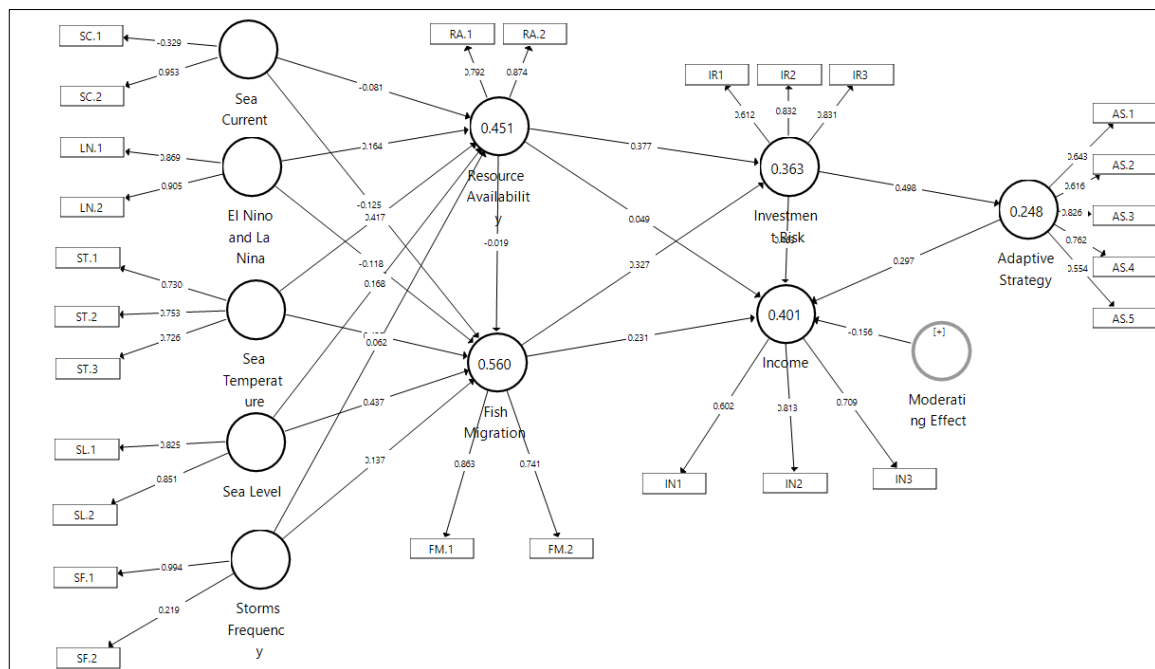 SC.1
-0.329
SC.2
0.953
Sea
Current
LN.1
0.869
LN.2
0.905
El Nino
and La
Nina
ST.1
0.730
ST.2
0.753
ST.3
0.726
Sea
Temperat
ure
SL.1
0.825
SL.2
0.851
Sea Level
SF.1
0.994
SF.2
0.219
Storms
Frequenc
y
-0.081
0.164
-0.125
0.417
-0.118
0.168
0.062
0.437
0.137
RA.1
RA.2
0.792
0.874
0.451
Resource
Availabilit
y
-0.019
0.560
Fish
Migration
0.863
0.741
FM.1
FM.2
0.377
0.049
0.327
0.231
IR1
IR2
IR3
0.612
0.832
0.831
0.363
Investmen
t Risk
0.401
Income
0.602
0.813
0.709
IN1
IN2
IN3
0.498
0.297
-0.156
[+]
Moderati
ng Effect
0.248
Adaptive
Strategy
AS.1
0.643
AS.2
0.616
AS.3
0.826
AS.4
0.762
AS.5
0.554